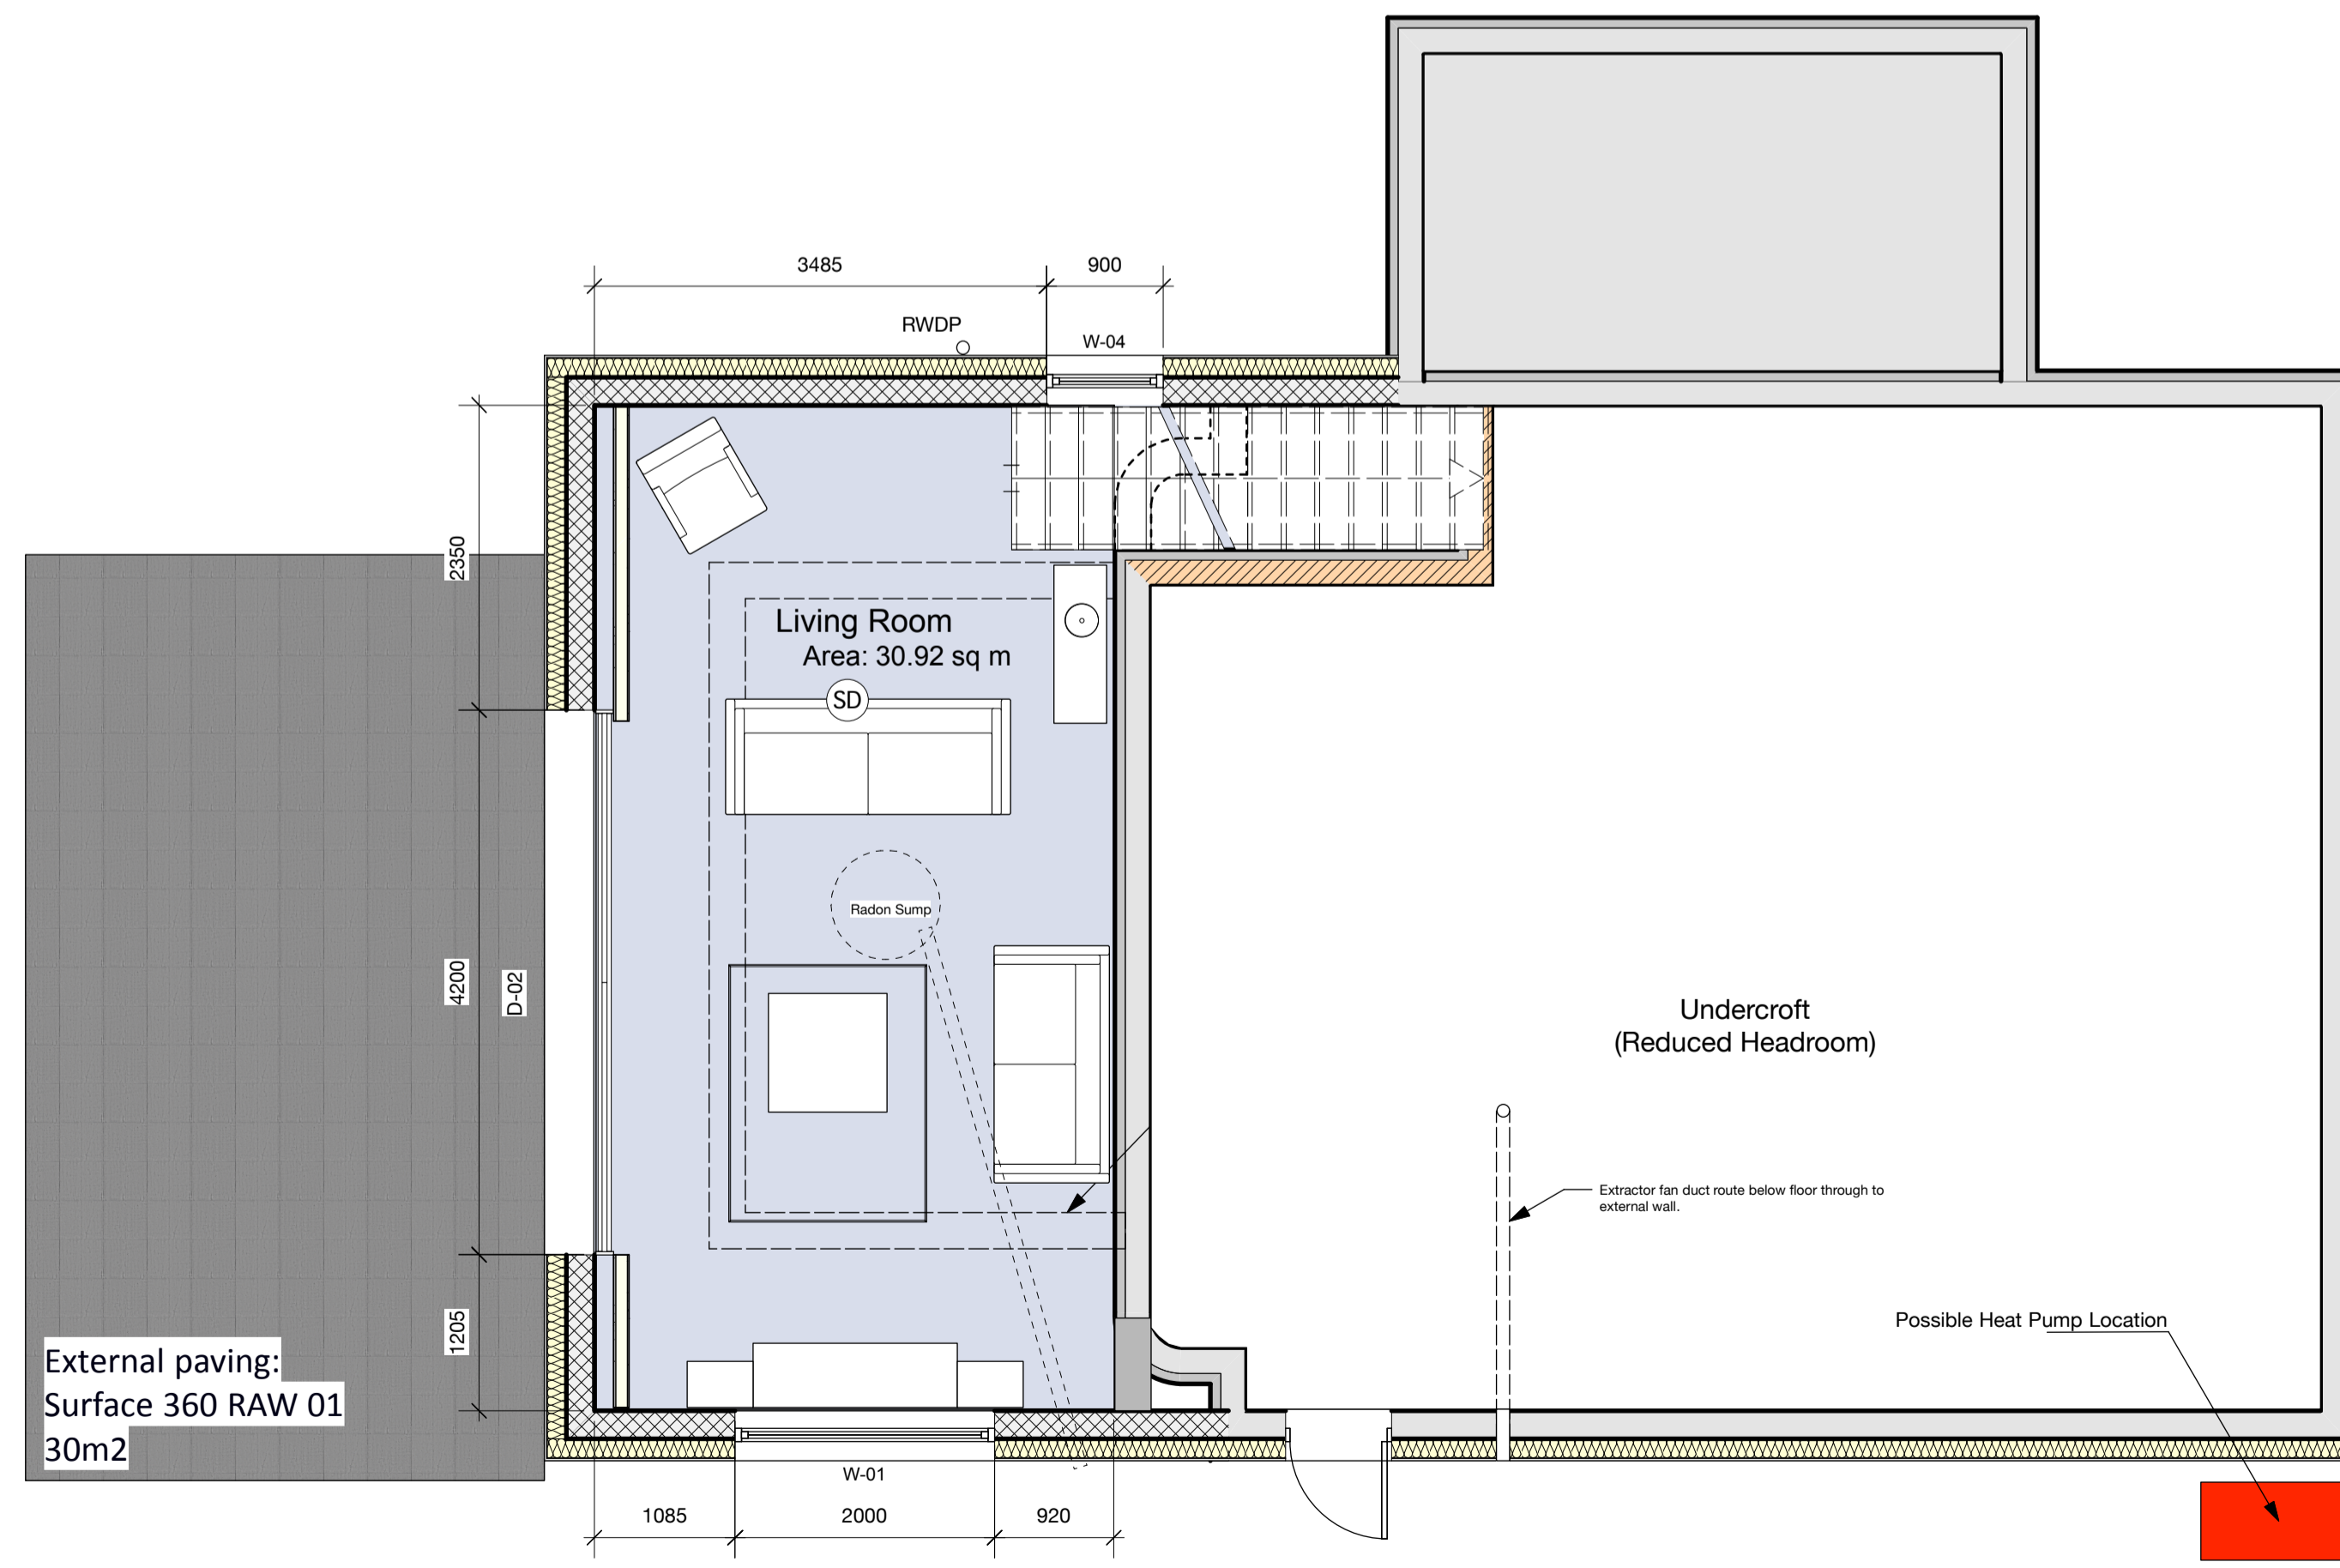 3485
900
RWDP
W-04
2350
Living Room
Area: 30.92 sq m
SD
Radon Sump
4200
D-02
Undercroft
(Reduced Headroom)
Extractor fan duct route below floor through to
external wall.
1205
Possible Heat Pump Location
External paving:
Surface 360 RAW 01
30m2
W-01
1085
2000
920